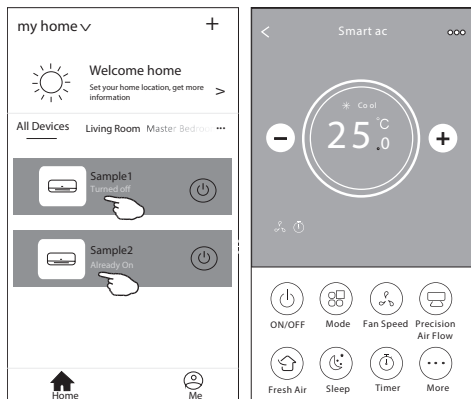 my home
Welcome home
Set your home location, get more
information
All Devices
Living Room
Master Bedroo
Sample1
Turned off
Sample2
Already On
Home
Me
Smart ac
Cool
25.0
°C
ON/OFF
Mode
Fan Speed
Precision
Air Flow
Fresh Air
Sleep
Timer
More